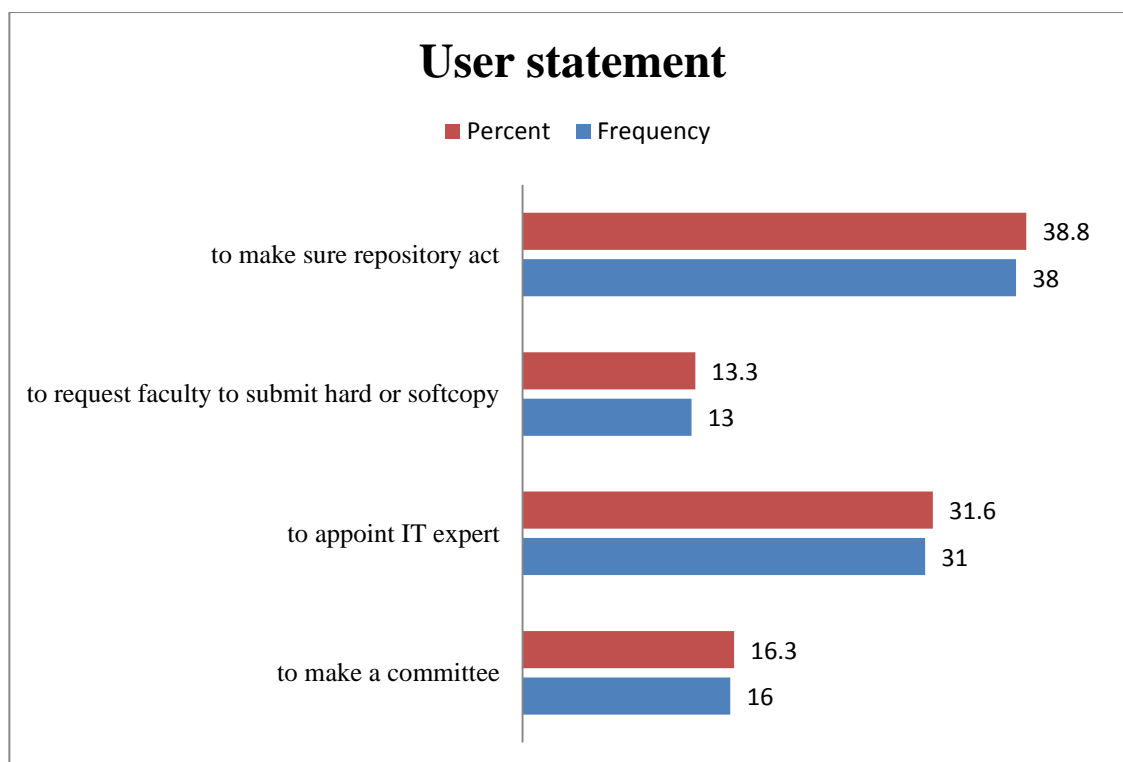 User statement
Percent Frequency
to make sure repository act
38.8
38
to request faculty to submit hard or softcopy
13.3
13
to appoint IT expert
31.6
31
to make a committee
16.3
16